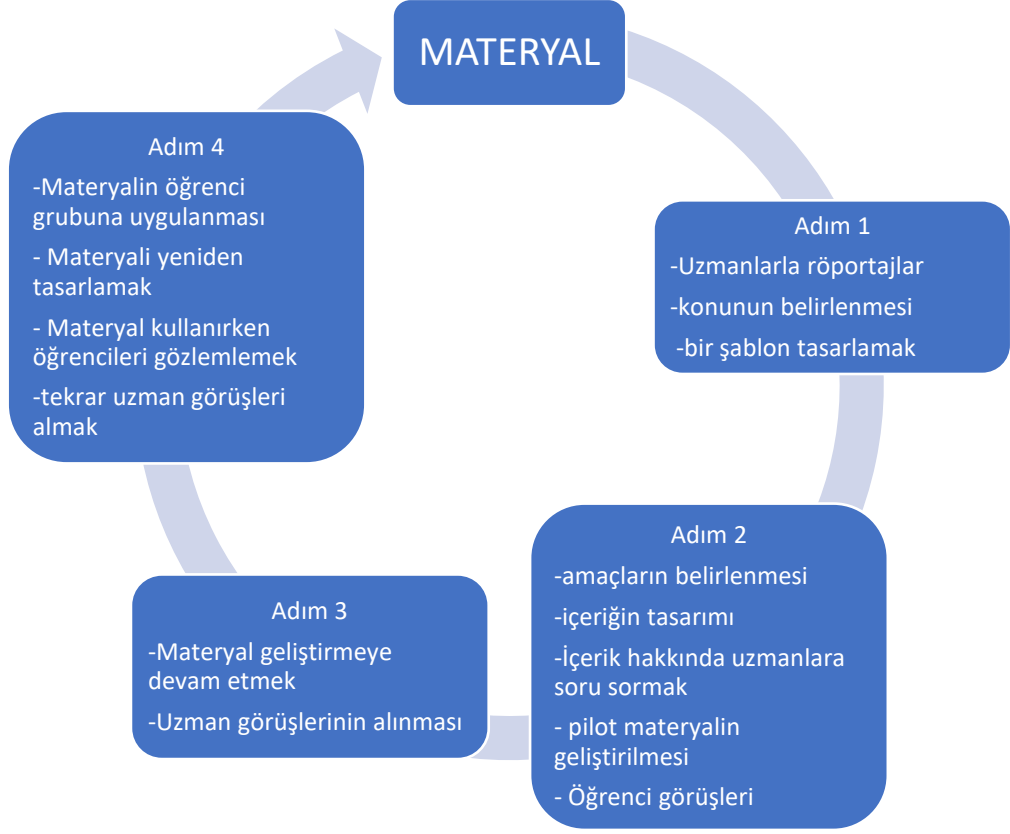 MATERYAL
Adım 1
-Uzmanlarla röportajlar
-konunun belirlenmesi
-bir şablon tasarlamak
Adım 2
-amaçların belirlenmesi
-içeriğin tasarımı
-İçerik hakkında uzmanlara
soru sormak
- pilot materyalin
geliştirilmesi
- Öğrenci görüşleri
Adım 3
-Materyal geliştirmeye
devam etmek
-Uzman görüşlerinin alınması
Adım 4
-Materyalin öğrenci
grubuna uygulanması
- Materyali yeniden
tasarlamak
- Materyal kullanırken
öğrencileri gözlemlemek
-tekrar uzman görüşleri
almak